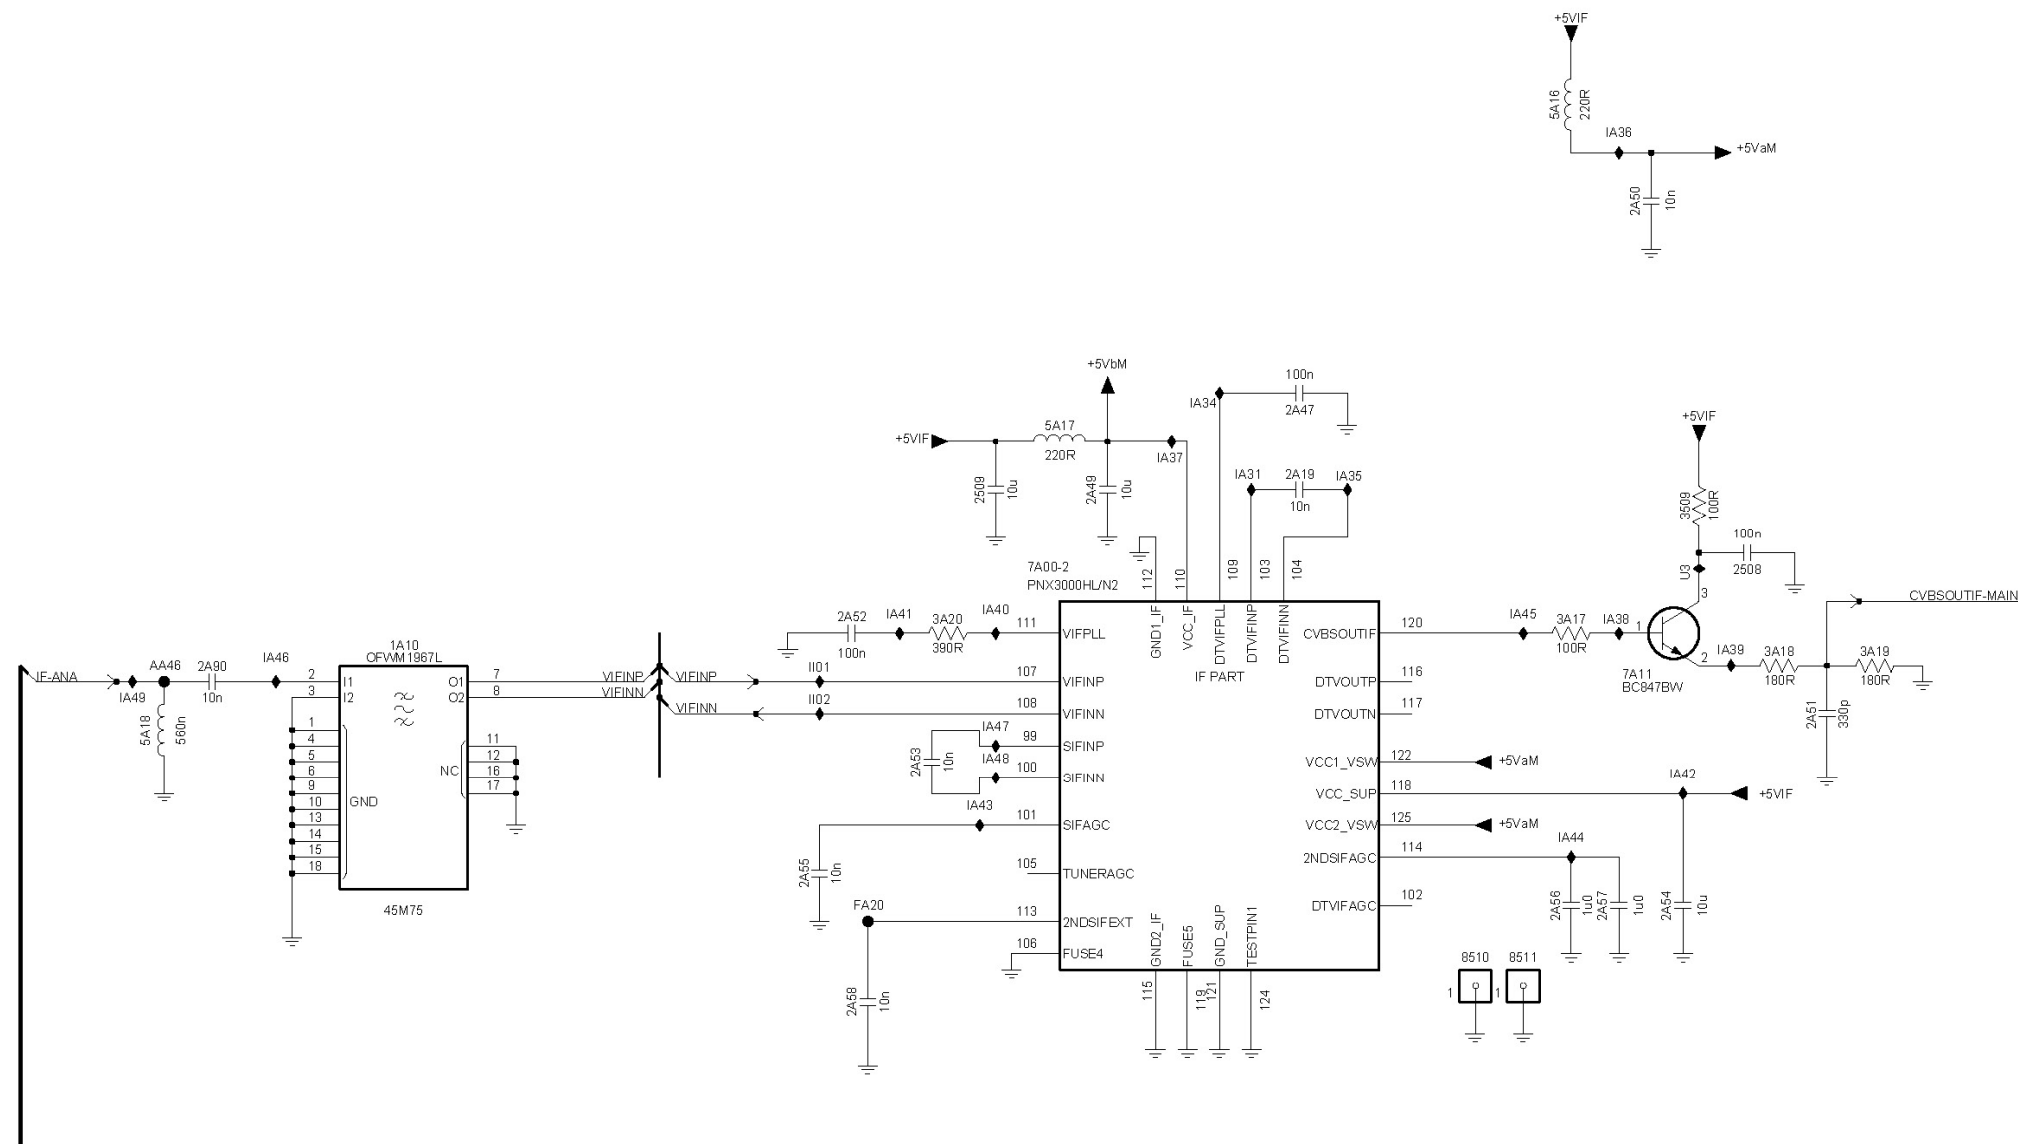 +5VIF
5A16
220R
IA36
+5VaM
2A50
10n
+5VbM
100n
IA34
2A47
+5VIF
5A17
220R
IA37
2509
10u
2A49
10u
IA31
2A19
IA35
10n
+5VIF
3509
100R
100n
2508
U3
3
7A00-2
PNX3000HL/N2
112
110
109
103
104
GND1_IF
VCC_IF
DTVIFPLL
DTVIFINP
DTVIFINN
IF PART
2A52
100n
IA41
3A20
390R
IA40
111
VIFPLL
CVBSOUTIF
120
IA45
3A17
100R
IA38
1
7A11
BC847BW
2
IA39
3A18
180R
3A19
180R
CVBSOUTIF-MAIN
2A51
330p
IF-ANA
IA49
AA46
5A18
560n
2A90
10n
IA46
1A10
OFWM1967L
2
I1
3
I2
O1
7
O2
8
1
4
5
6
9
10
13
14
15
18
GND
NC
11
12
16
17
45M75
VIFINP
VIFINN
VIFINP
VIFINN
II01
II02
107
VIFINP
108
VIFINN
IA47
99
SIFINP
IA48
100
SIFINN
2A53
10n
IA43
101
SIFAGC
2A55
10n
105
TUNERAGC
FA20
113
2NDSIFEXT
106
FUSE4
2A58
10n
DTVOUTP
116
DTVOUTN
117
VCC1_VSW
122
+5VaM
VCC_SUP
118
IA42
+5VIF
VCC2_VSW
125
+5VaM
2NDSIFAGC
114
IA44
DTVIFAGC
102
2A56
1u0
2A57
1u0
2A54
10u
GND2_IF
FUSE5
GND_SUP
TESTPIN1
115
119
121
124
8510
1
8511
1